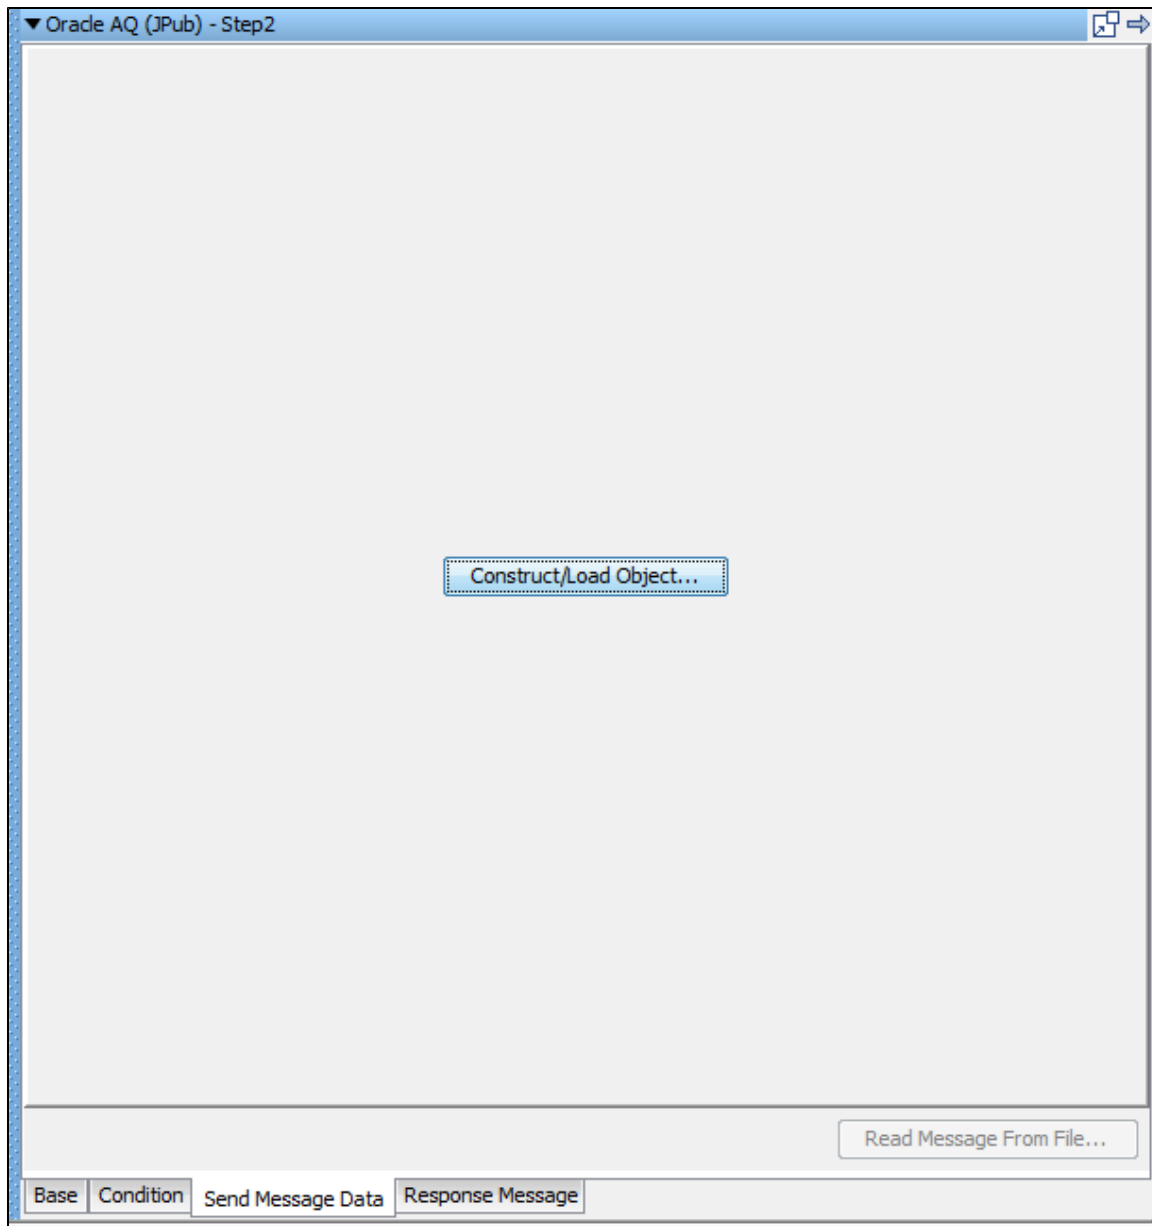 Oracle AQ (JPub) - Step2
Construct/Load Object...
Read Message From File...
Base Condition Send Message Data Response Message